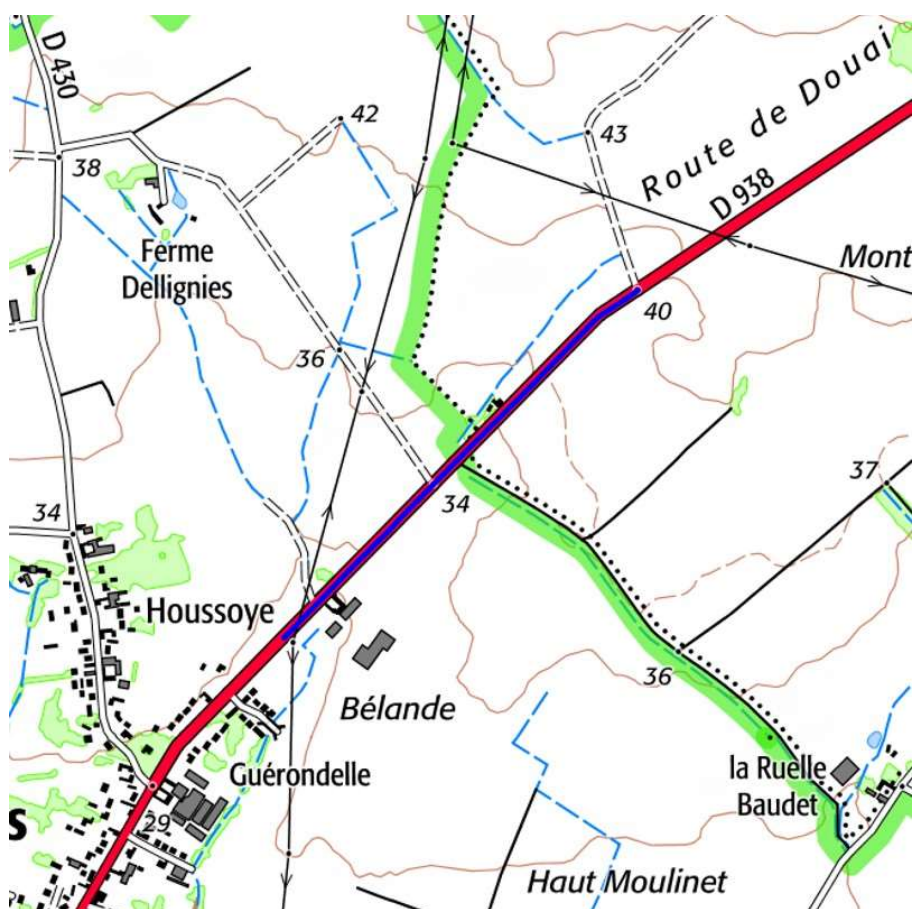 D 430
42
43
Route de Douai
38
D 938
Ferme
Dellignies
Mont
40
36
34
37
34
Houssoye
36
Bélande
Guérondelle
la Ruelle
Baudet
s
29
Haut Moulinet